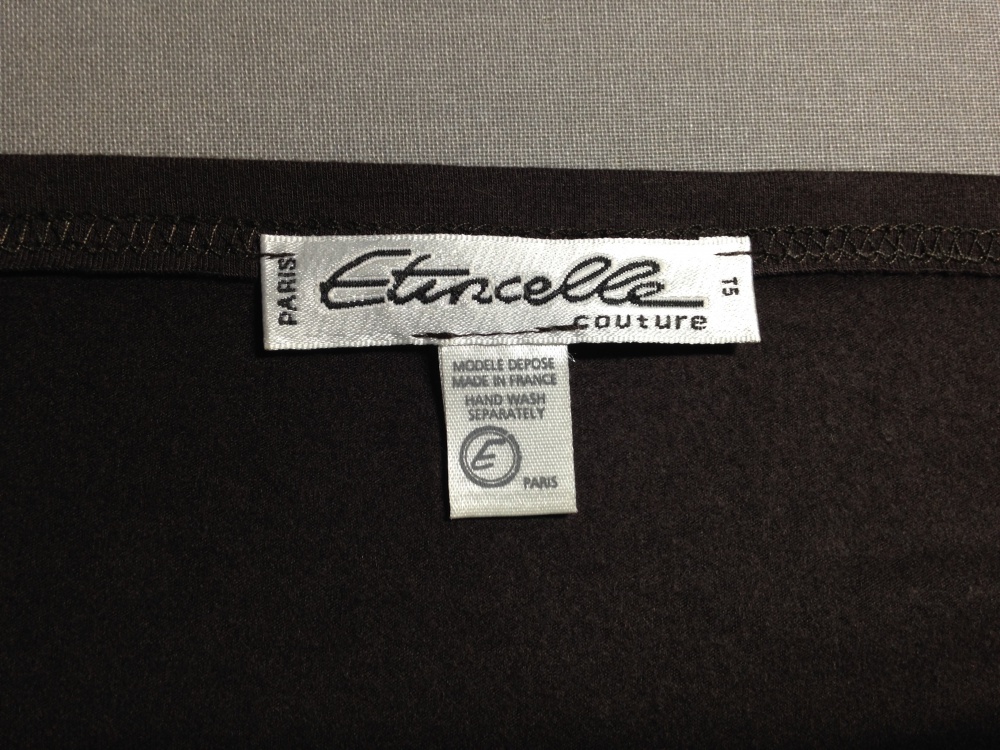 PARIS
Etincelle
couture
T5
MODELE DEPOSE
MADE IN FRANCE
HAND WASH
SEPARATELY
E
PARIS